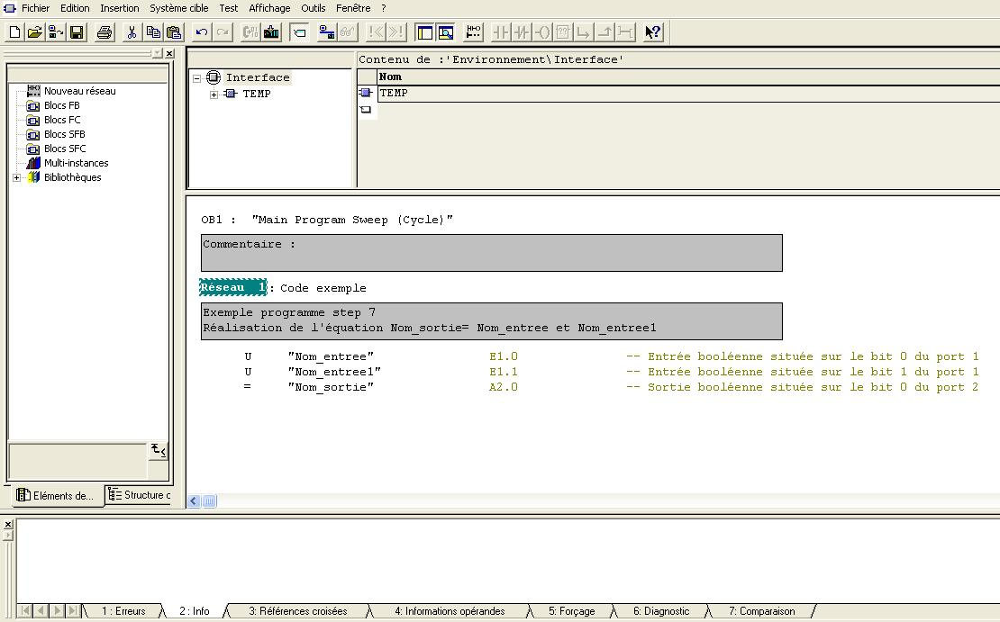 Fichier Edition Insertion Système cible Test Affichage Outils Fenêtre ?
Contenu de :'Environnement\Interface'
Interface
TEMP
Nom
TEMP
Nouveau réseau
Blocs FB
Blocs FC
Blocs SFB
Blocs SFC
Multi-instances
Bibliothèques
OB1 : "Main Program Sweep (Cycle)"
Commentaire :
Réseau 1 : Code exemple
Exemple programme step 7
Réalisation de l'équation Nom_sortie= Nom_entree et Nom_entree1
U "Nom_entree" E1.0 -- Entrée booléenne située sur le bit 0 du port 1
U "Nom_entree1" E1.1 -- Entrée booléenne située sur le bit 1 du port 1
= "Nom_sortie" A2.0 -- Sortie booléenne située sur le bit 0 du port 2
Eléments de... Structure c
1 : Erreurs 2 : Info 3: Références croisées 4: Informations opérandes 5: Forçage 6: Diagnostic 7: Comparaison